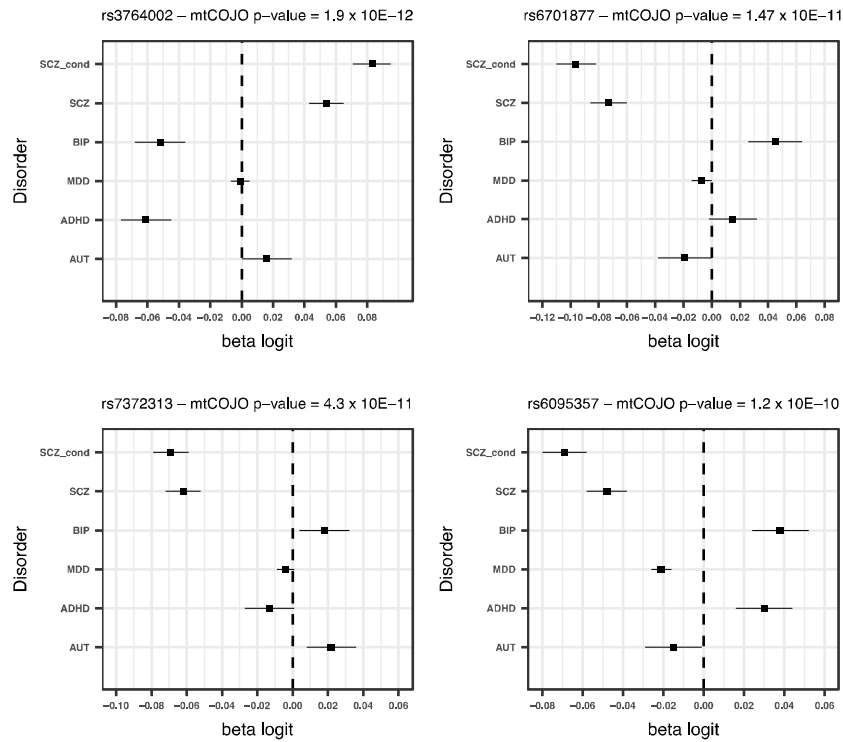 rs3764002 – mtCOJO p–value = 1.9 x 10E–12
Disorder
SCZ_cond
SCZ
BIP
MDD
ADHD
AUT
−0.08 −0.06 −0.04 −0.02 0.00 0.02 0.04 0.06 0.08
beta logit
rs6701877 – mtCOJO p–value = 1.47 x 10E–11
Disorder
SCZ_cond
SCZ
BIP
MDD
ADHD
AUT
−0.12 −0.10 −0.08 −0.06 −0.04 −0.02 0.00 0.02 0.04 0.06 0.08
beta logit
rs7372313 – mtCOJO p–value = 4.3 x 10E–11
Disorder
SCZ_cond
SCZ
BIP
MDD
ADHD
AUT
−0.10 −0.08 −0.06 −0.04 −0.02 0.00 0.02 0.04 0.06
beta logit
rs6095357 – mtCOJO p–value = 1.2 x 10E–10
Disorder
SCZ_cond
SCZ
BIP
MDD
ADHD
AUT
−0.08 −0.06 −0.04 −0.02 0.00 0.02 0.04 0.06
beta logit